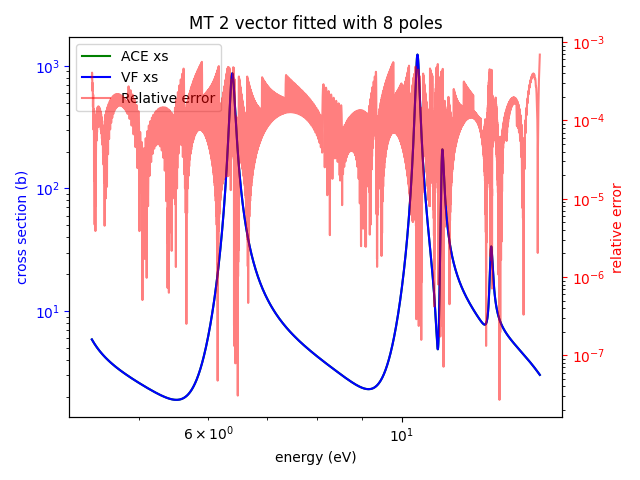 MT 2 vector fitted with 8 poles
ACE xs
VF xs
Relative error
cross section (b)
10³
10²
10¹
10⁻³
10⁻⁴
10⁻⁵
10⁻⁶
10⁻⁷
relative error
6 × 10⁰
10¹
energy (eV)